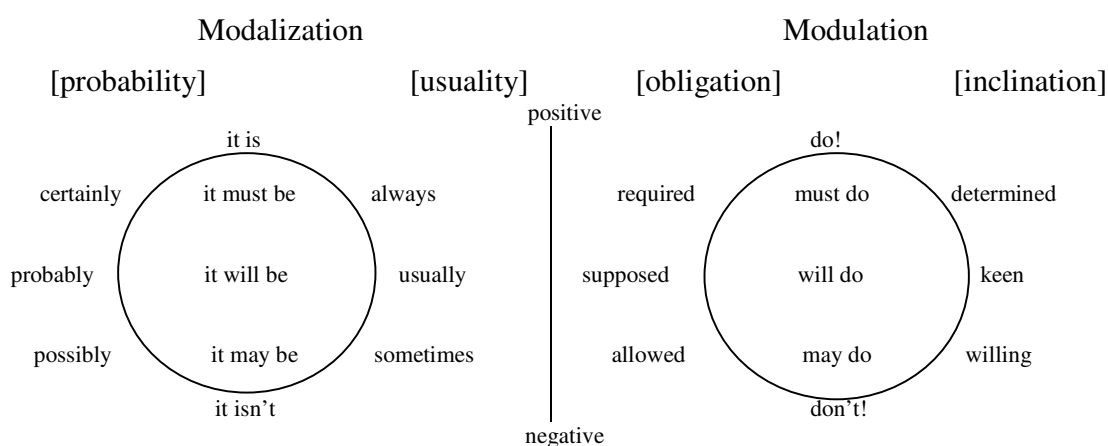 Modalization Modulation
[probability] [usuality] [obligation] [inclination]
positive
it is do!
certainly it must be always required must do determined
probably it will be usually supposed will do keen
possibly it may be sometimes allowed may do willing
it isn't don't!
negative